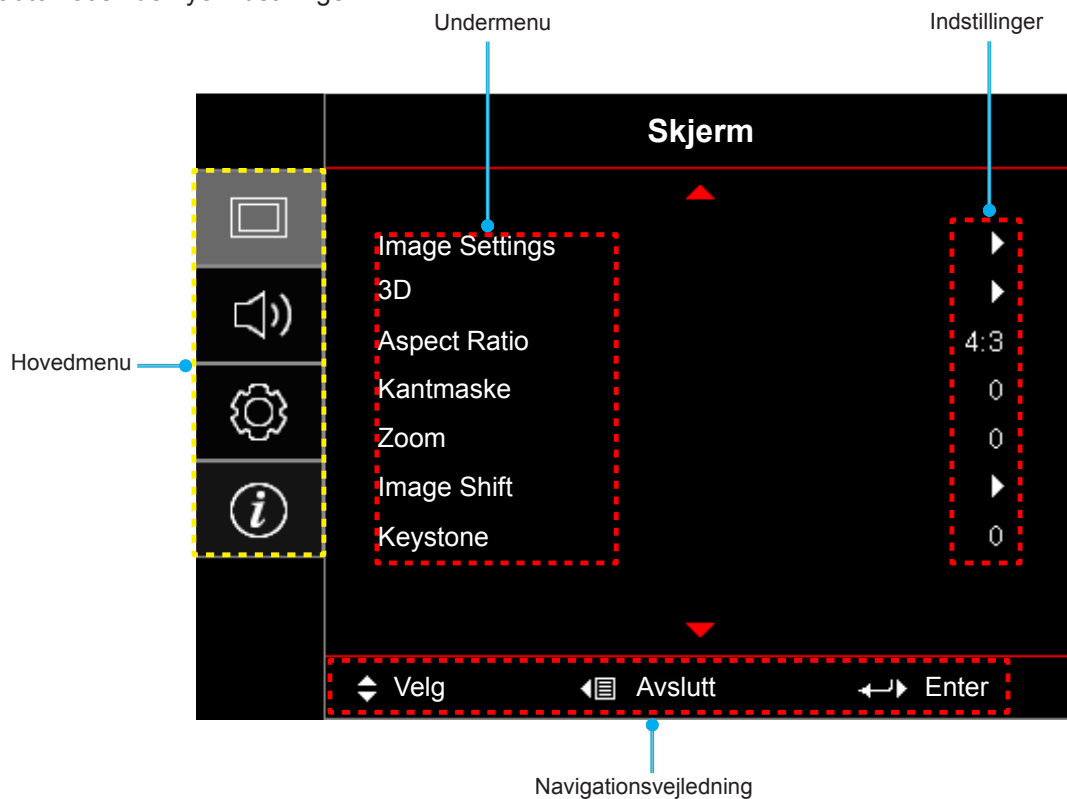 Undermenu
Indstillinger
Skjerm
Image Settings
3D
Aspect Ratio 4:3
Kantmaske 0
Zoom 0
Image Shift
Keystone 0
Hovedmenu
Velg Avslutt Enter
Navigationsvejledning